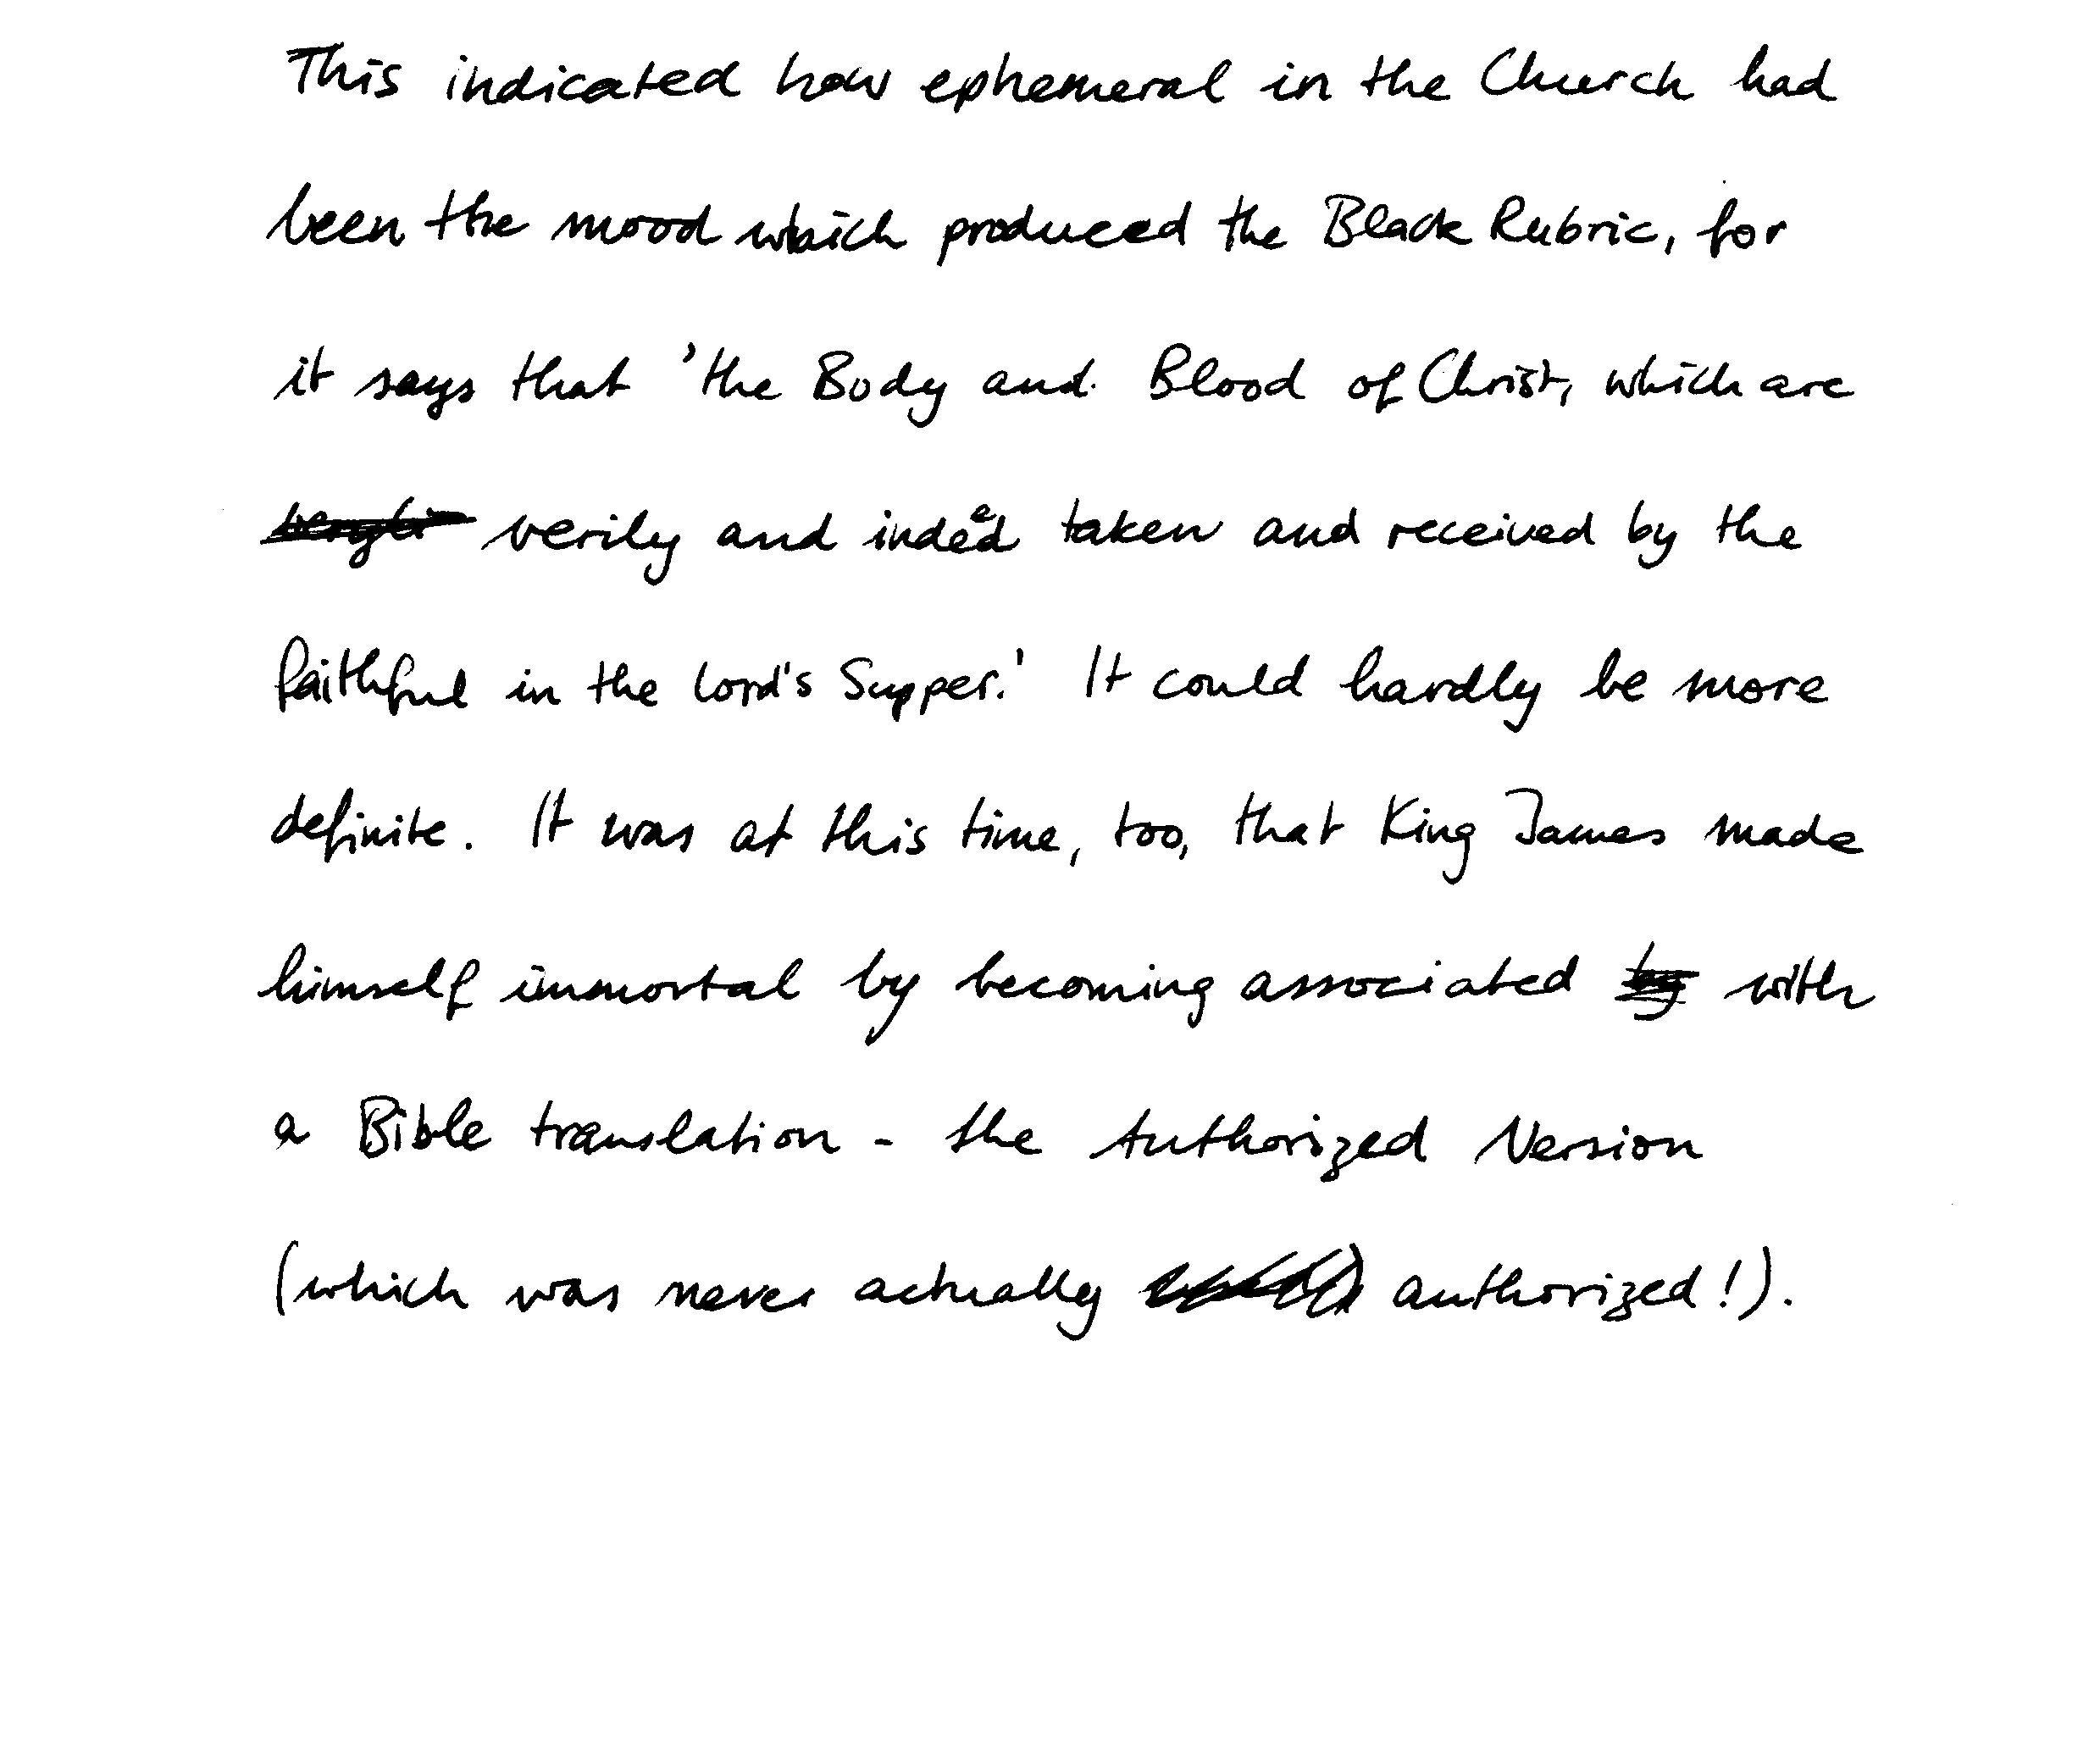 This indicated how ephemeral in the Church had
been the mood which produced the Black Rubric, for
it says that 'the Body and Blood of Christ, which are
verily and indeed taken and received by the
faithful in the Lord's Supper.' It could hardly be more
definite. It was at this time, too, that King James made
himself immortal by becoming associated with
a Bible translation - the Authorized Version
(which was never actually authorized!).